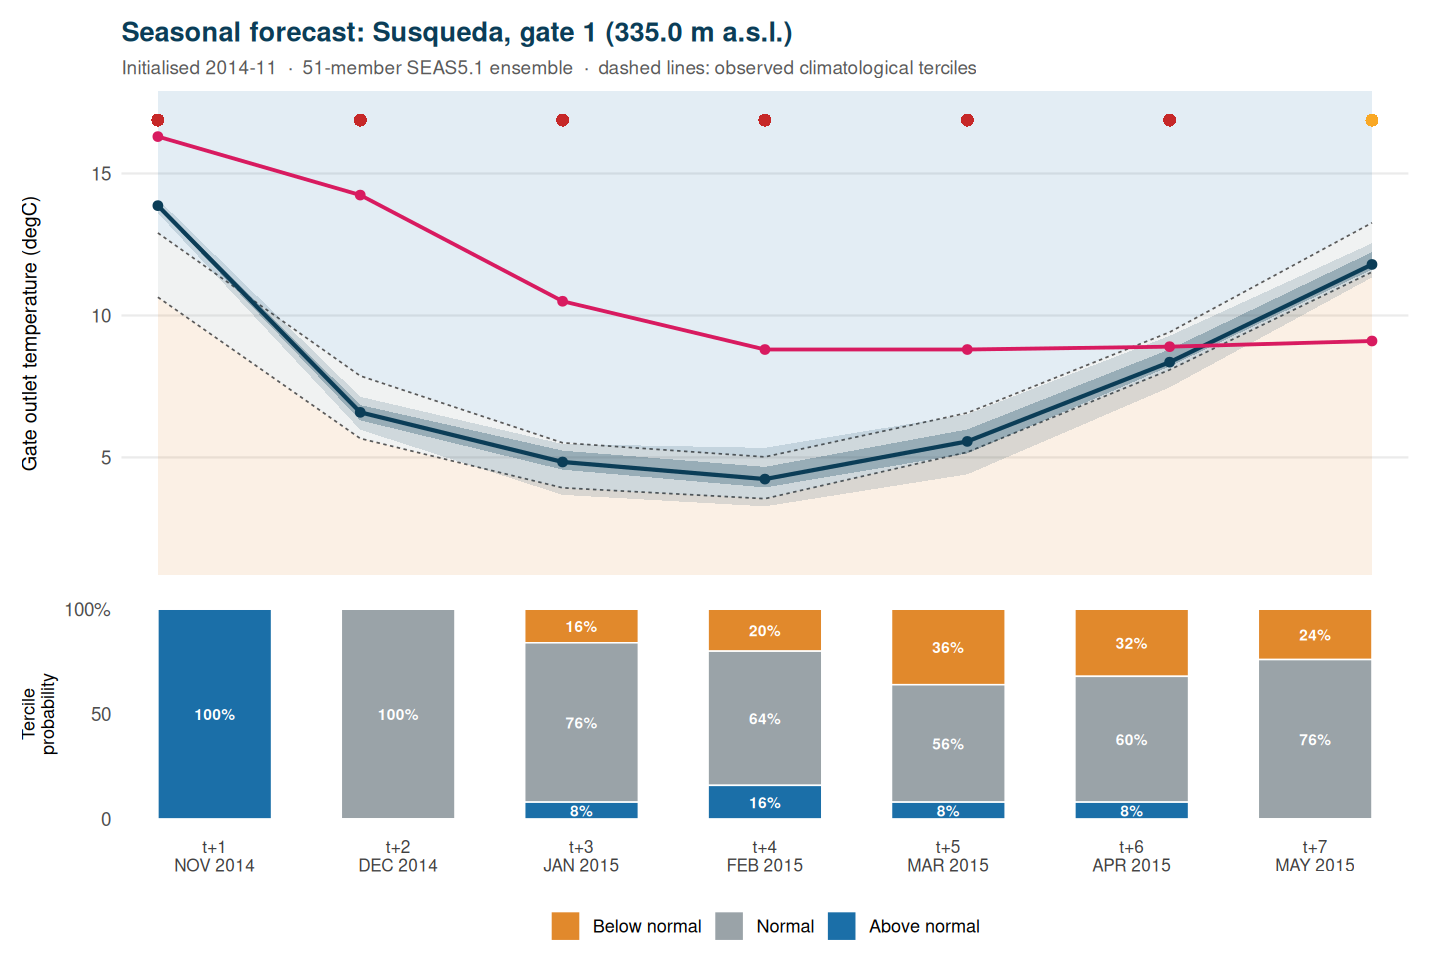 Seasonal forecast: Susqueda, gate 1 (335.0 m a.s.l.)
Initialised 2014-11 · 51-member SEAS5.1 ensemble · dashed lines: observed climatological terciles
Gate outlet temperature (degC)
15
10
5
Tercile
probability
100%
50
0
100%
100%
16%
76%
8%
20%
64%
16%
36%
56%
8%
32%
60%
8%
24%
76%
t+1
NOV 2014
t+2
DEC 2014
t+3
JAN 2015
t+4
FEB 2015
t+5
MAR 2015
t+6
APR 2015
t+7
MAY 2015
Below normal
Normal
Above normal